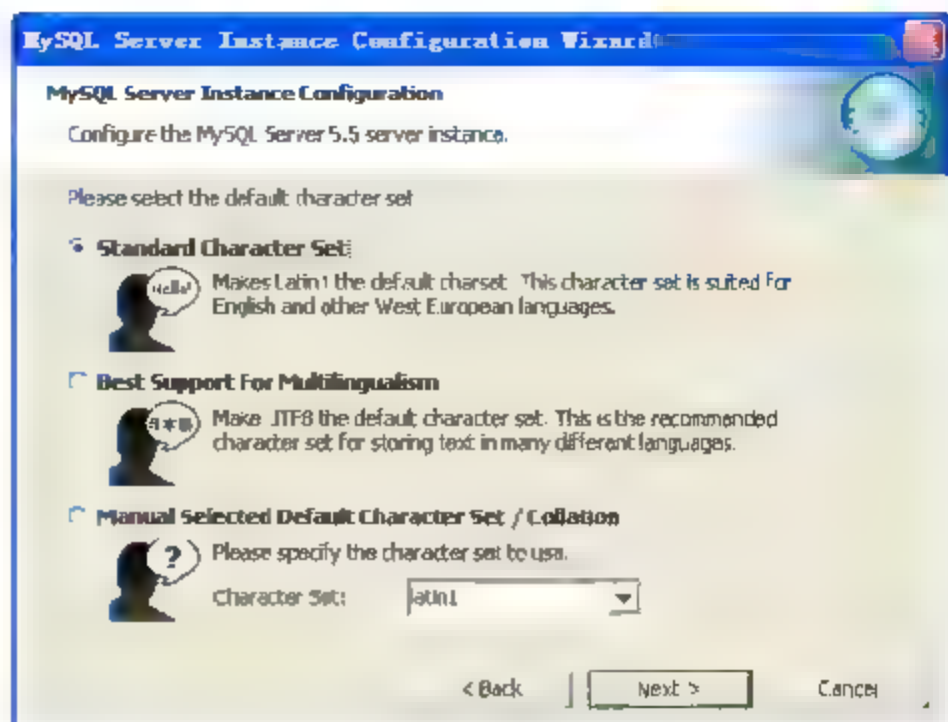 MySQL Server Instance Configuration Wizard
MySQL Server Instance Configuration
Configure the MySQL Server 5.5 server instance.
Please select the default character set
Standard Character Set
Hello!
Makes Latin1 the default charset. This character set is suited for
English and other West European languages.
Best Support For Multilingualism
Make UTF8 the default character set. This is the recommended
character set for storing text in many different languages.
Manual Selected Default Character Set / Collation
?
Please specify the character set to use.
Character Set:
latin1
< Back
Next >
Cancel